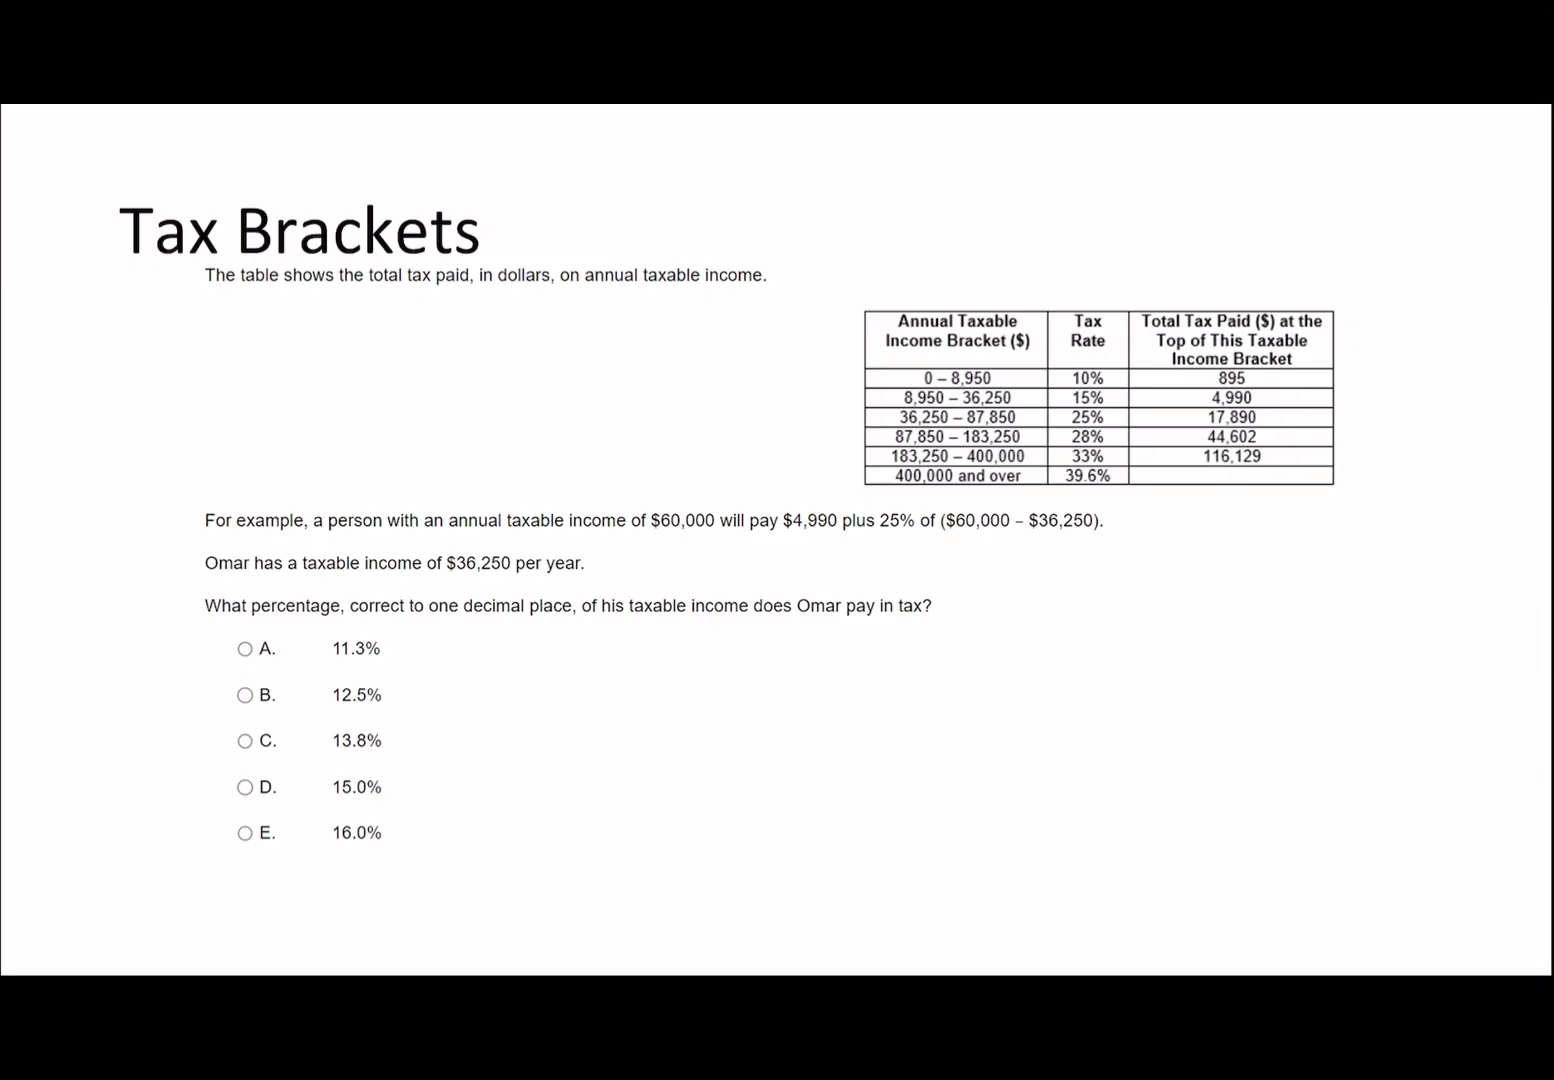 Tax Brackets
The table shows the total tax paid, in dollars, on annual taxable income.
Annual Taxable Income Bracket ($) Tax Rate Total Tax Paid ($) at the Top of This Taxable Income Bracket
0 – 8,950 10% 895
8,950 – 36,250 15% 4,990
36,250 – 87,850 25% 17,890
87,850 – 183,250 28% 44,602
183,250 – 400,000 33% 116,129
400,000 and over 39.6%
For example, a person with an annual taxable income of $60,000 will pay $4,990 plus 25% of ($60,000 – $36,250).
Omar has a taxable income of $36,250 per year.
What percentage, correct to one decimal place, of his taxable income does Omar pay in tax?
A. 11.3%
B. 12.5%
C. 13.8%
D. 15.0%
E. 16.0%